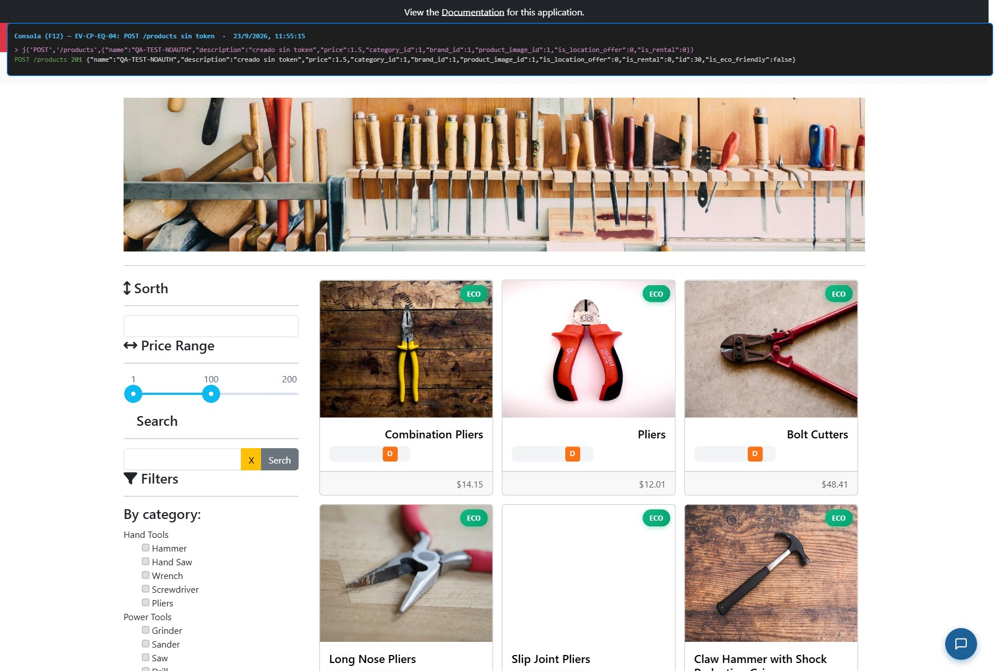 View the Documentation for this application.
Consola (F12) — EV-CP-EQ-04: POST /products sin token · 23/9/2026, 11:55:15
> j('POST','/products',{"name":"QA-TEST-NOAUTH","description":"creado sin token","price":1.5,"category_id":1,"brand_id":1,"product_image_id":1,"is_location_offer":0,"is_rental":0})
POST /products 201 {"name":"QA-TEST-NOAUTH","description":"creado sin token","price":1.5,"category_id":1,"brand_id":1,"product_image_id":1,"is_location_offer":0,"is_rental":0,"id":30,"is_eco_friendly":false}
Sorth
Price Range
1 100 200
Search
X Serch
Filters
By category:
Hand Tools
Hammer
Hand Saw
Wrench
Screwdriver
Pliers
Power Tools
Grinder
Sander
Saw
Drill
ECO
Combination Pliers
D
$14.15
ECO
Pliers
D
$12.01
ECO
Bolt Cutters
D
$48.41
ECO
Long Nose Pliers
ECO
Slip Joint Pliers
ECO
Claw Hammer with Shock